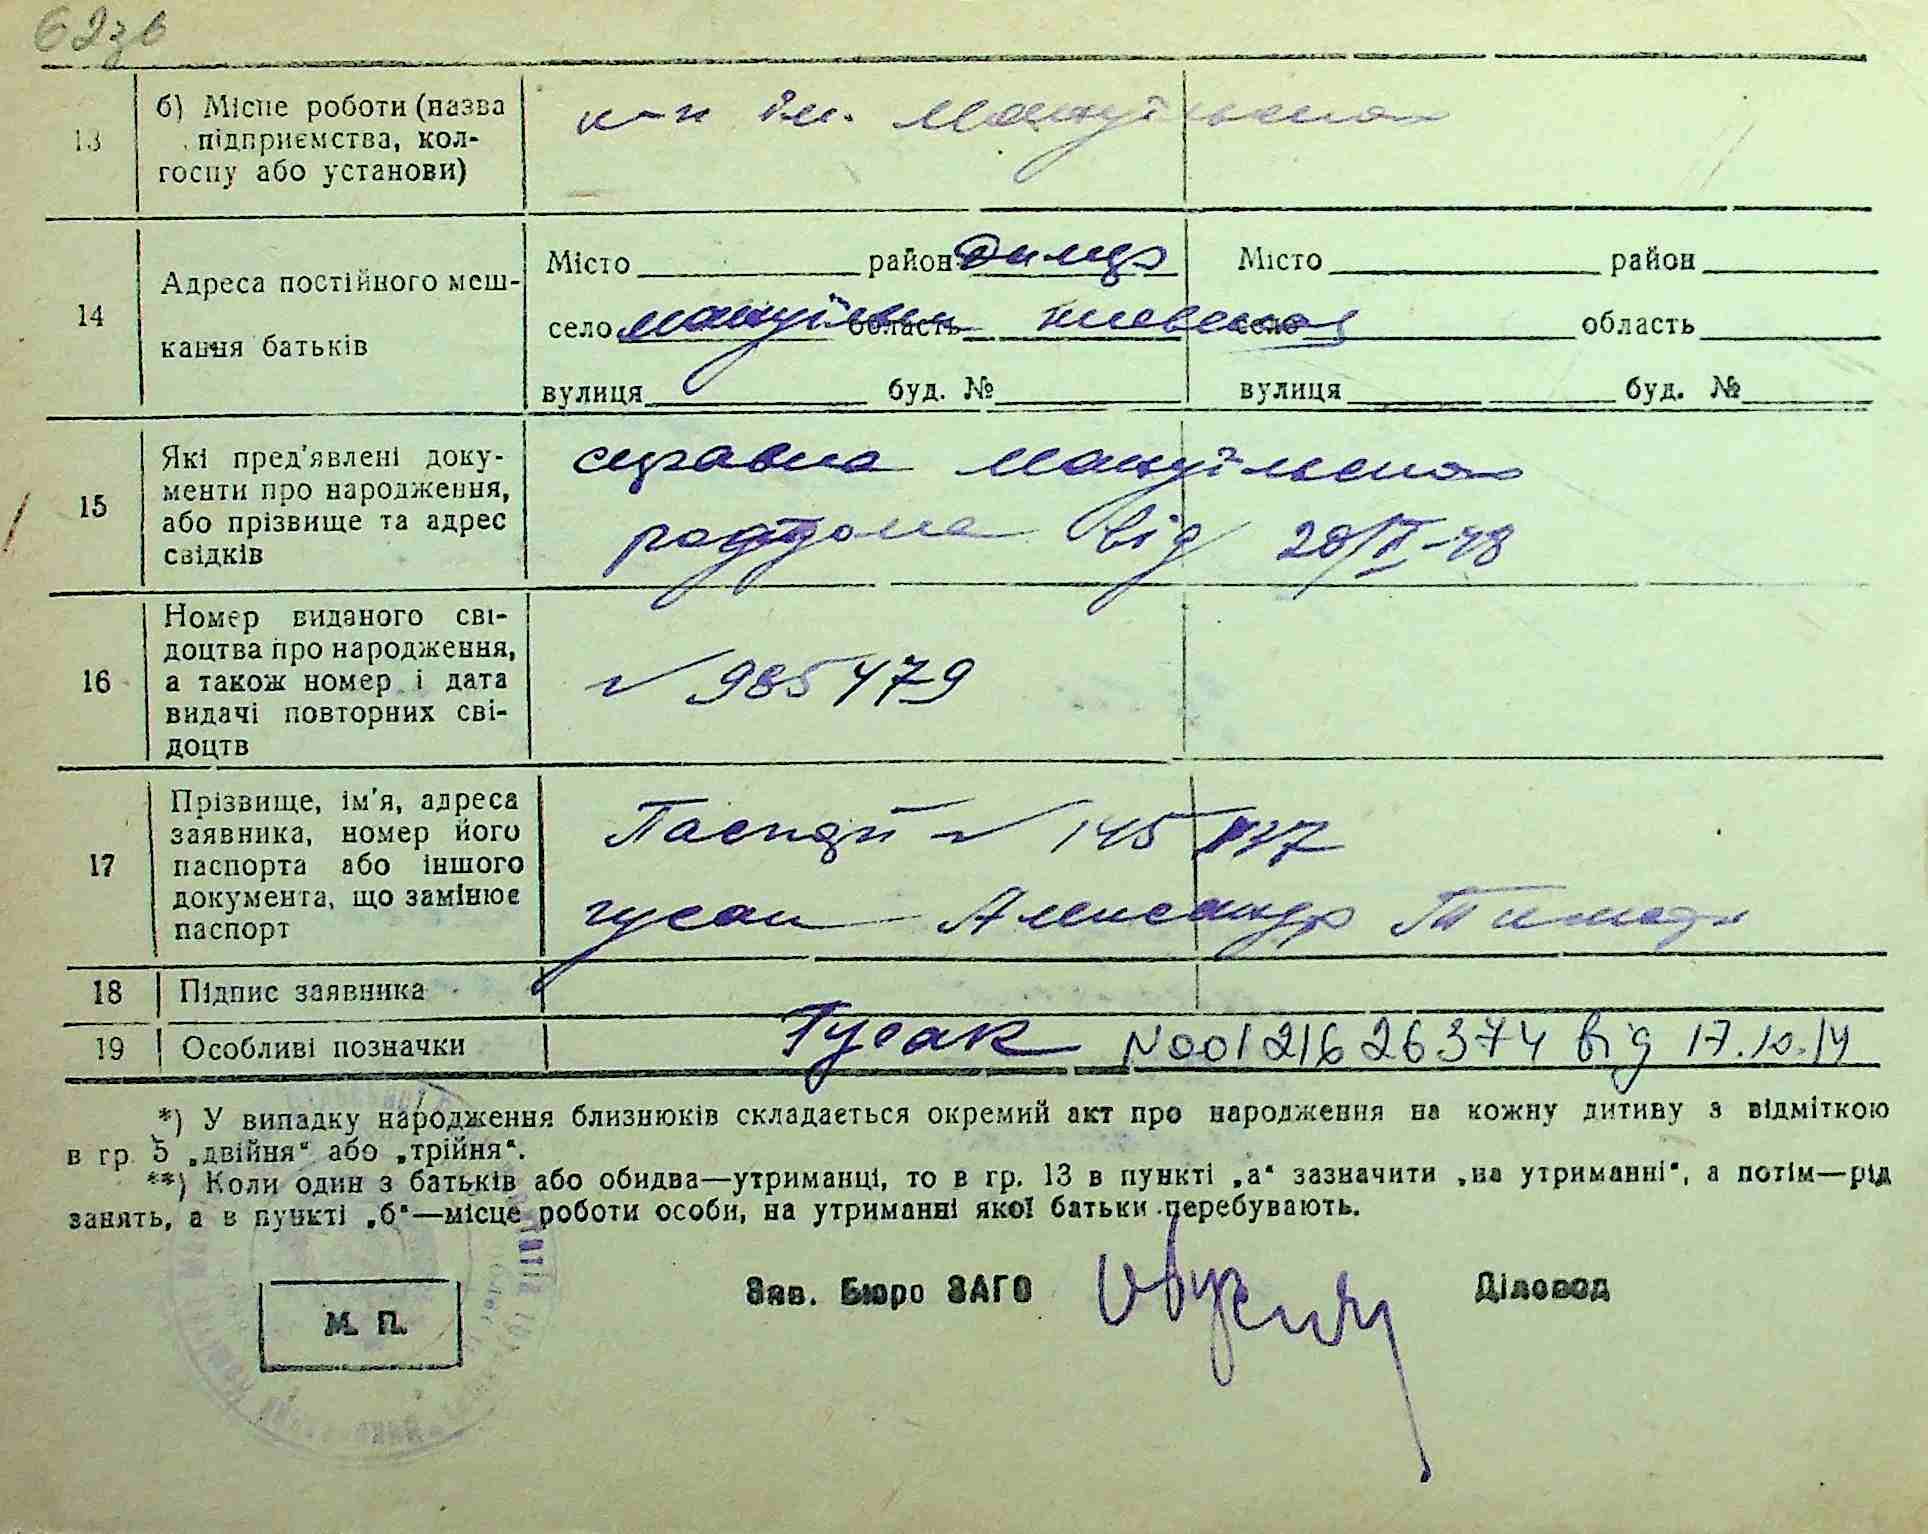 62зв
13 б) Місце роботи (назва
підприємства, кол-
госпу або установи)
к-п ім. Мануїльського
14 Адреса постійного меш-
кання батьків
Місто район Димер Місто район
село область село область
вулиця буд. № вулиця буд. №
15 Які пред'явлені доку-
менти про народження,
або прізвище та адрес
свідків
справка
роддома від 20/II-48
16 Номер виданого сві-
доцтва про народження,
а також номер і дата
видачі повторних сві-
доцтв
№ 985479
17 Прізвище, ім'я, адреса
заявника, номер його
паспорта або іншого
документа, що замінює
паспорт
Паспорт № 145
Гусак Александр
18 Підпис заявника
Гусак
19 Особливі позначки
N00121626374 від 17.10.14
*) У випадку народження близнюків складається окремий акт про народження на кожну дитину з відміткою
в гр. 5 „двійня“ або „трійня“.
**) Коли один з батьків або обидва—утриманці, то в гр. 13 в пункті „а“ зазначити „на утриманні“, а потім—рід
занять, а в пункті „б“—місце роботи особи, на утриманні якої батьки перебувають.
М. П.
Зав. Бюро ЗАГС Діловод